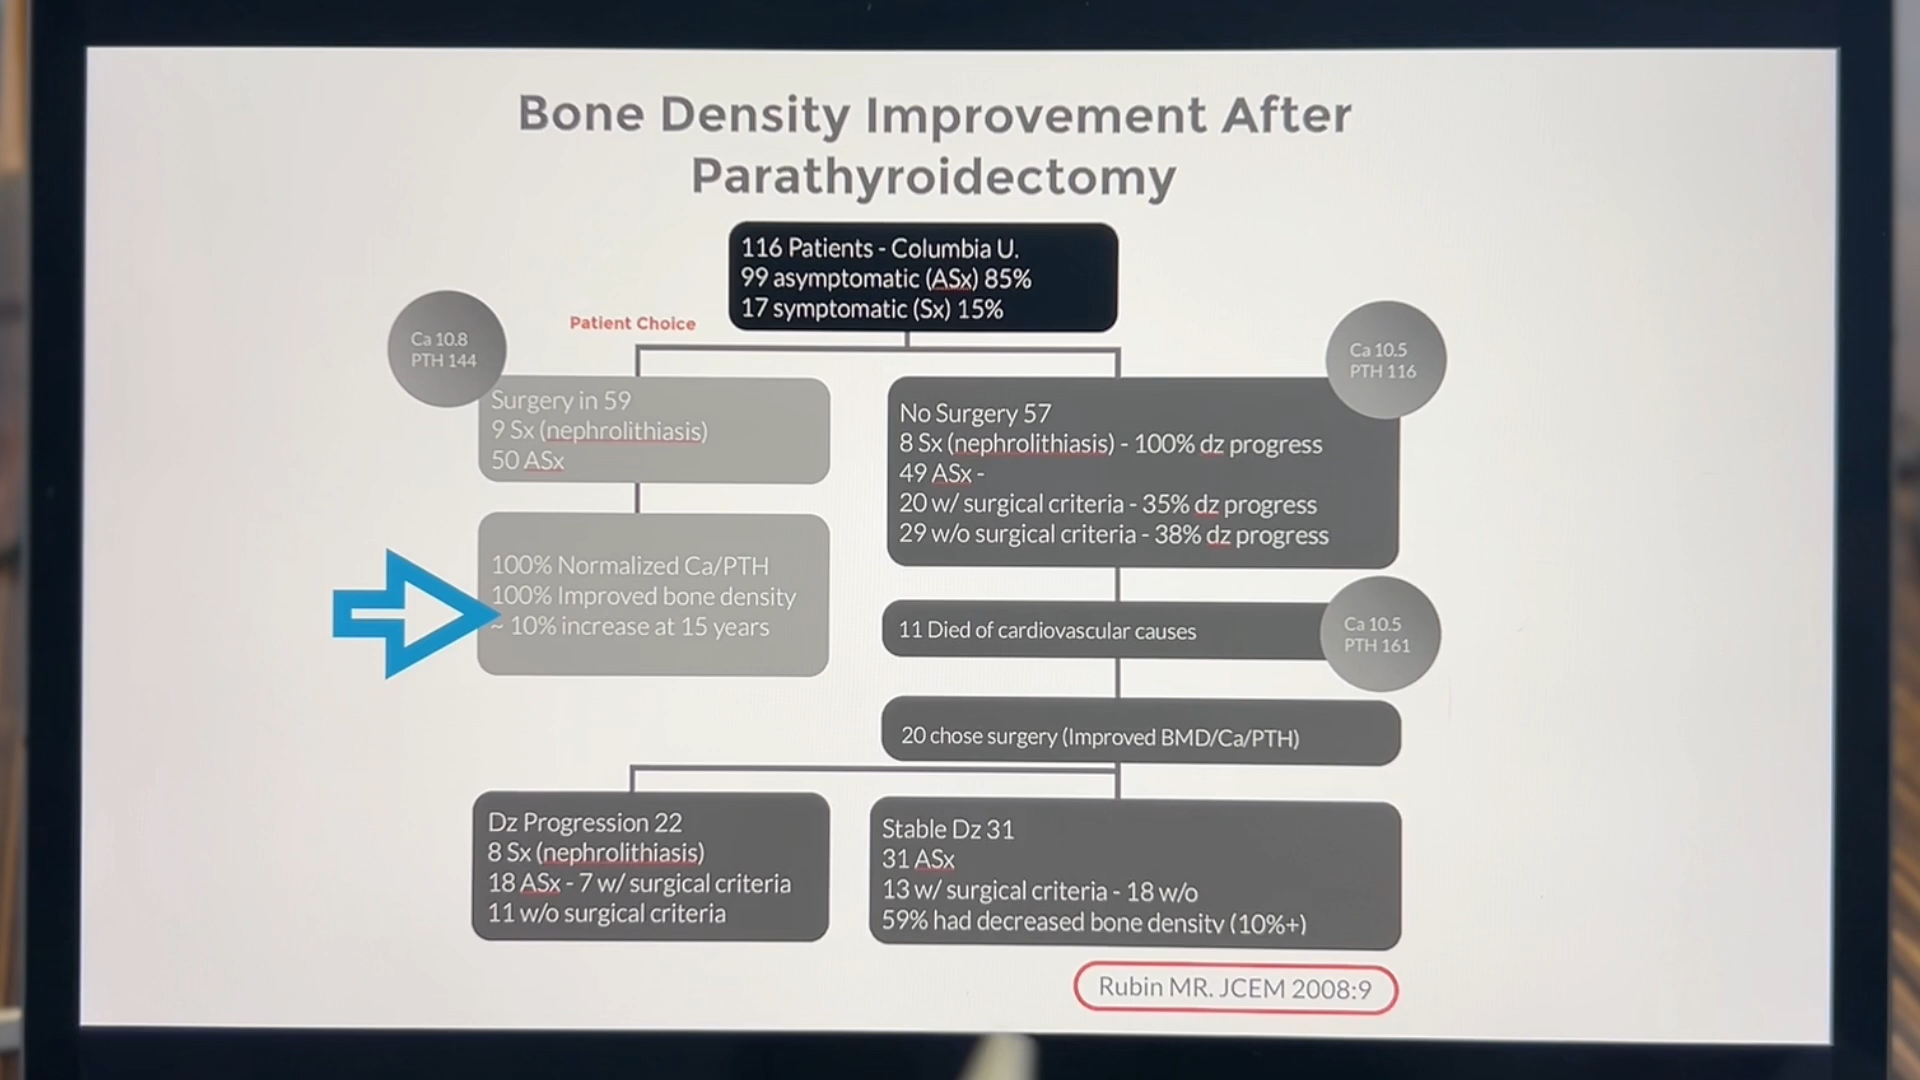 Bone Density Improvement After
Parathyroidectomy
116 Patients - Columbia U.
99 asymptomatic (ASx) 85%
17 symptomatic (Sx) 15%
Patient Choice
Ca 10.8
PTH 144
Ca 10.5
PTH 116
Surgery in 59
9 Sx (nephrolithiasis)
50 ASx
No Surgery 57
8 Sx (nephrolithiasis) - 100% dz progress
49 ASx -
20 w/ surgical criteria - 35% dz progress
29 w/o surgical criteria - 38% dz progress
100% Normalized Ca/PTH
100% Improved bone density
~ 10% increase at 15 years
11 Died of cardiovascular causes
Ca 10.5
PTH 161
20 chose surgery (Improved BMD/Ca/PTH)
Dz Progression 22
8 Sx (nephrolithiasis)
18 ASx - 7 w/ surgical criteria
11 w/o surgical criteria
Stable Dz 31
31 ASx
13 w/ surgical criteria - 18 w/o
59% had decreased bone density (10%+)
Rubin MR. JCEM 2008:9